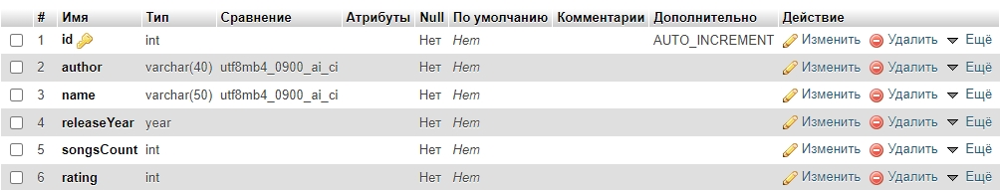 # Имя Тип Сравнение Атрибуты Null По умолчанию Комментарии Дополнительно Действие
1 id int Нет Нет AUTO_INCREMENT Изменить Удалить Ещё
2 author varchar(40) utf8mb4_0900_ai_ci Нет Нет Изменить Удалить Ещё
3 name varchar(50) utf8mb4_0900_ai_ci Нет Нет Изменить Удалить Ещё
4 releaseYear year Нет Нет Изменить Удалить Ещё
5 songsCount int Нет Нет Изменить Удалить Ещё
6 rating int Нет Нет Изменить Удалить Ещё